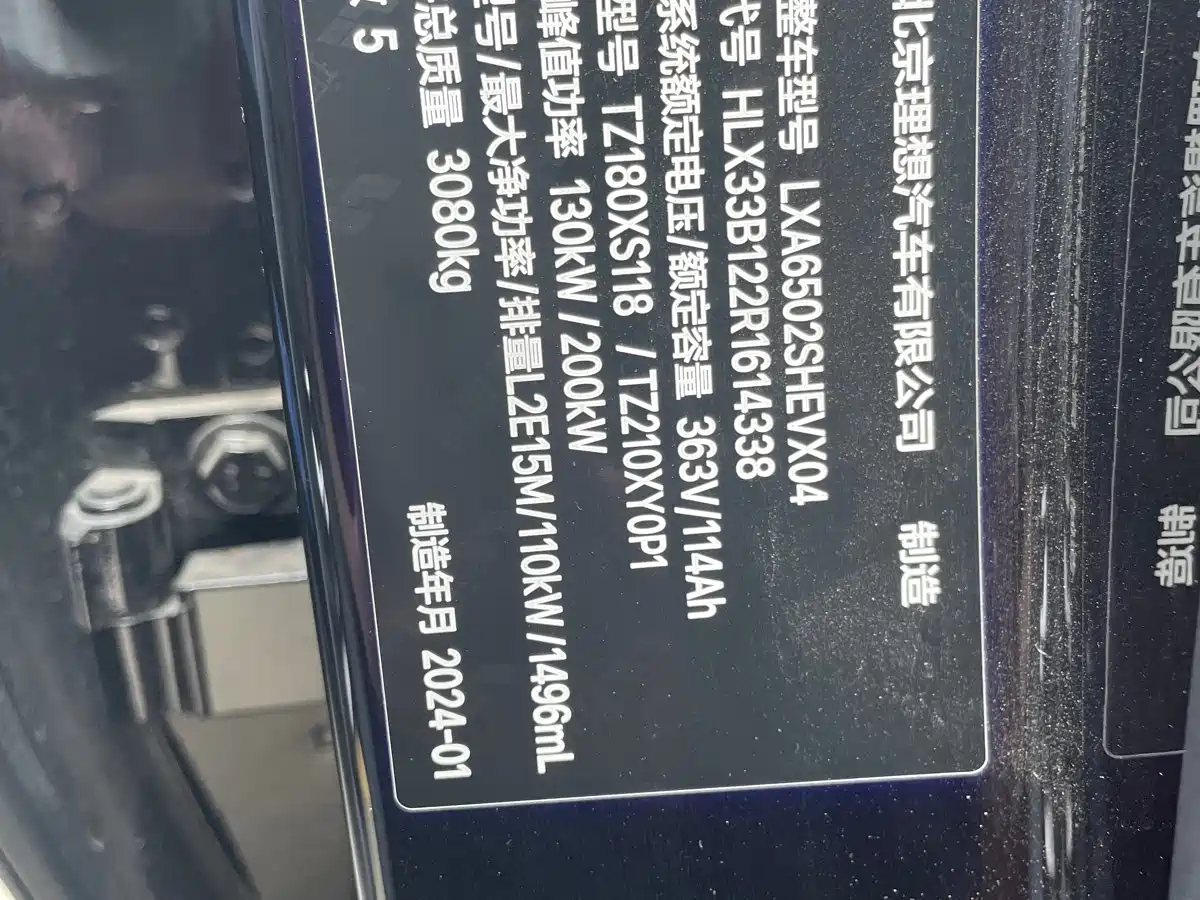 北京理想汽车有限公司 制造
整车型号 LXA6502SHEVX04
代号 HLX33B122R1614338
系统额定电压/额定容量 363V/114Ah
型号 TZ180XS118 /TZ210XY0P1
峰值功率 130kW/200kW
型号/最大净功率/排量L2E15M/110kW/1496mL
总质量 3080kg 制造年月 2024-01
5